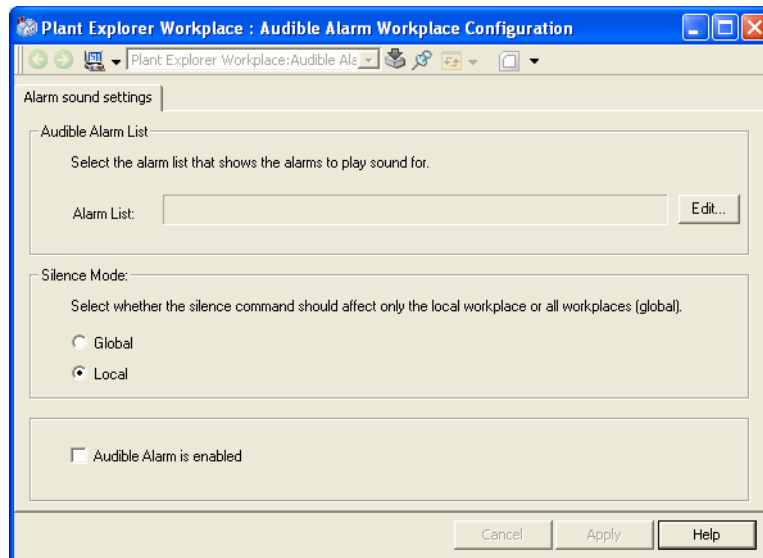 Plant Explorer Workplace : Audible Alarm Workplace Configuration
Plant Explorer Workplace:Audible Ala
Alarm sound settings
Audible Alarm List
Select the alarm list that shows the alarms to play sound for.
Alarm List:
Edit...
Silence Mode:
Select whether the silence command should affect only the local workplace or all workplaces (global).
Global
Local
Audible Alarm is enabled
Cancel Apply Help